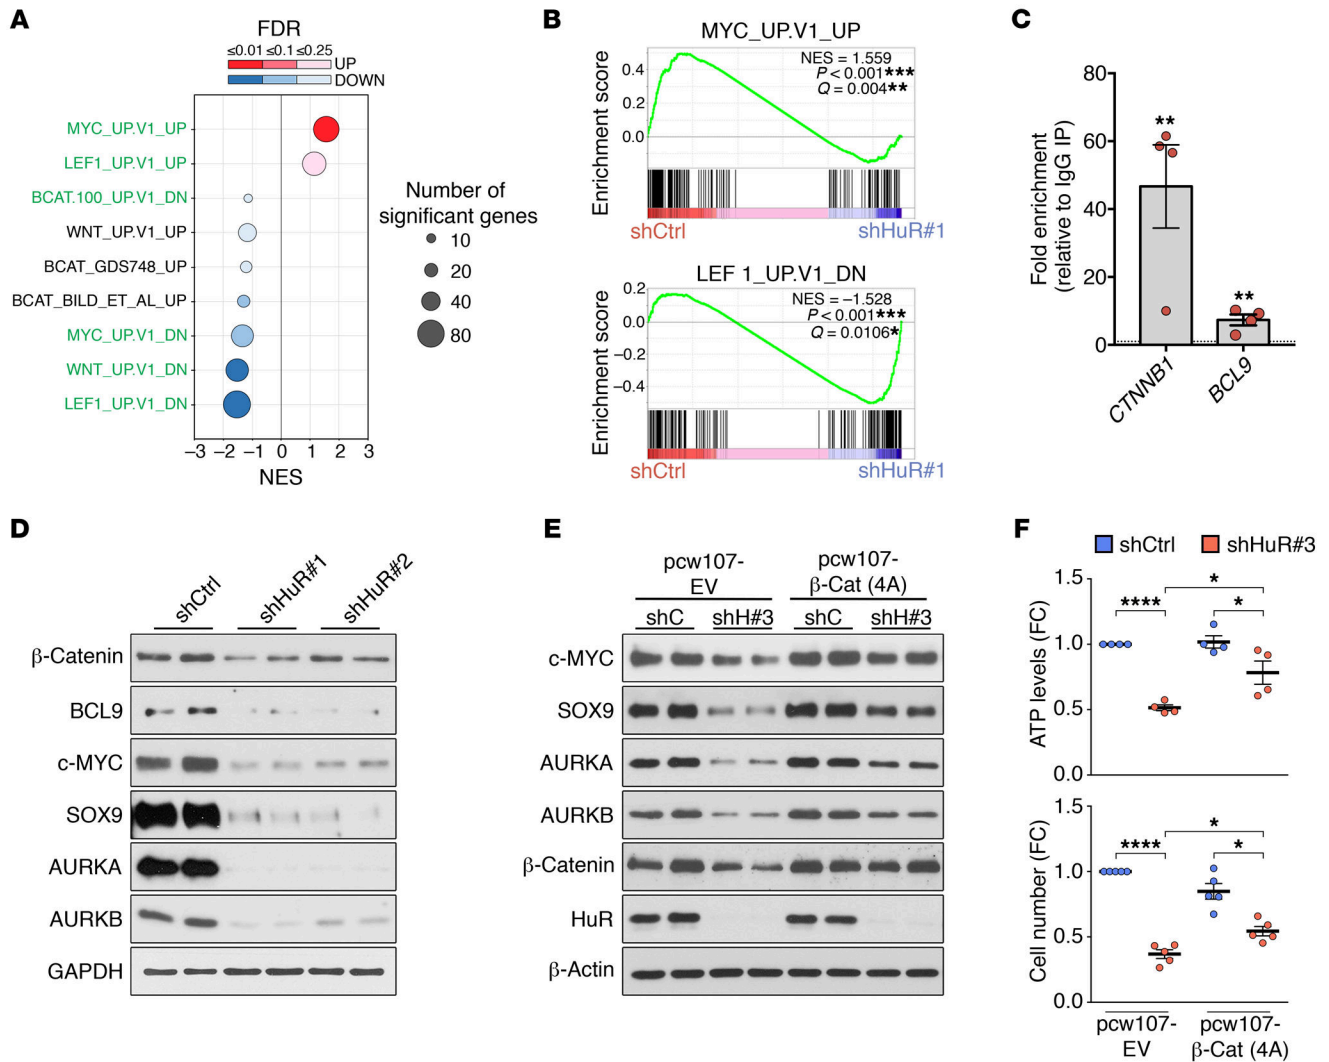 A
FDR
≤0.01 ≤0.1 ≤0.25
UP
DOWN
MYC_UP.V1_UP
LEF1_UP.V1_UP
BCAT.100_UP.V1_DN
WNT_UP.V1_UP
BCAT_GDS748_UP
BCAT_BILD_ET_AL_UP
MYC_UP.V1_DN
WNT_UP.V1_DN
LEF1_UP.V1_DN
−3 −2 −1 0 1 2 3
NES
Number of
significant genes
10
20
40
80
B
MYC_UP.V1_UP
Enrichment score
0.4
0.2
0.0
NES = 1.559
P < 0.001***
Q = 0.004**
shCtrl
shHuR#1
LEF 1_UP.V1_DN
Enrichment score
0.2
0.0
−0.2
−0.4
NES = −1.528
P < 0.001***
Q = 0.0106*
shCtrl
shHuR#1
C
Fold enrichment
(relative to IgG IP)
80
60
40
20
0
**
**
CTNNB1
BCL9
D
shCtrl
shHuR#1
shHuR#2
β-Catenin
BCL9
c-MYC
SOX9
AURKA
AURKB
GAPDH
E
pcw107-
EV
pcw107-
β-Cat (4A)
shC
shH#3
shC
shH#3
c-MYC
SOX9
AURKA
AURKB
β-Catenin
HuR
β-Actin
F
shCtrl
shHuR#3
ATP levels (FC)
1.5
1.0
0.5
0.0
*
****
*
Cell number (FC)
1.5
1.0
0.5
0.0
*
****
*
pcw107-
EV
pcw107-
β-Cat (4A)